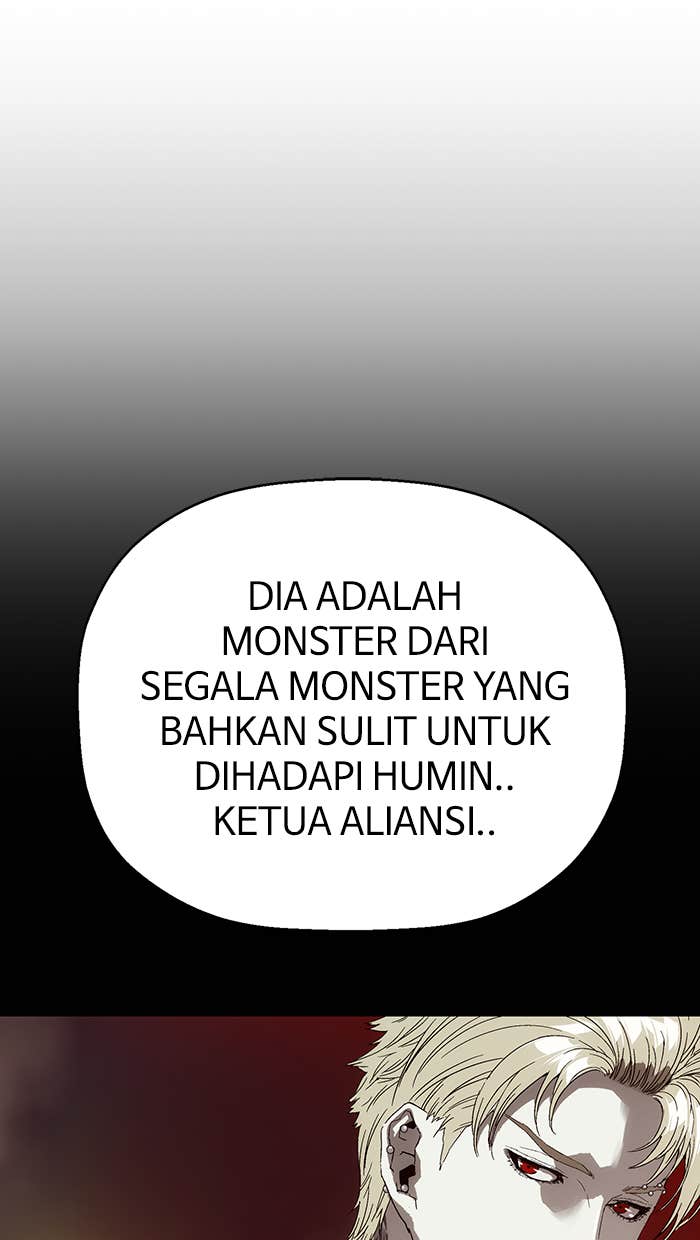 DIA ADALAH
MONSTER DARI
SEGALA MONSTER YANG
BAHKAN SULIT UNTUK
DIHADAPI HUMIN..
KETUA ALIANSI..